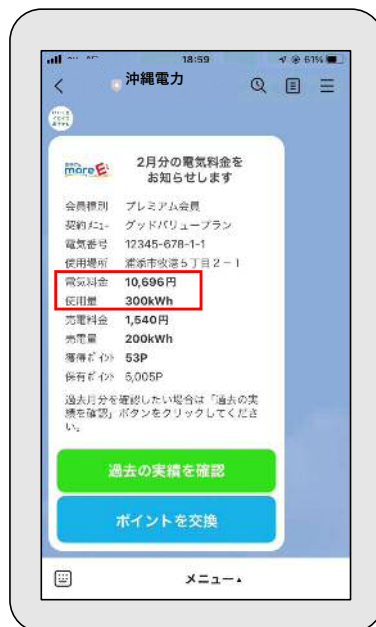 18:59
61%
沖縄電力
more E
2月分の電気料金を
お知らせします
会員種別 プレミアム会員
契約メニュー グッドバリュープラン
電気番号 12345-678-1-1
使用場所 浦添市牧港5丁目2-1
電気料金 10,696円
使用量 300kWh
売電料金 1,540円
売電量 200kWh
獲得ポイント 53P
保有ポイント 5,005P
過去月分を確認したい場合は「過去の実
績を確認」ボタンをクリックしてくださ
い。
過去の実績を確認
ポイントを交換
メニュー▲